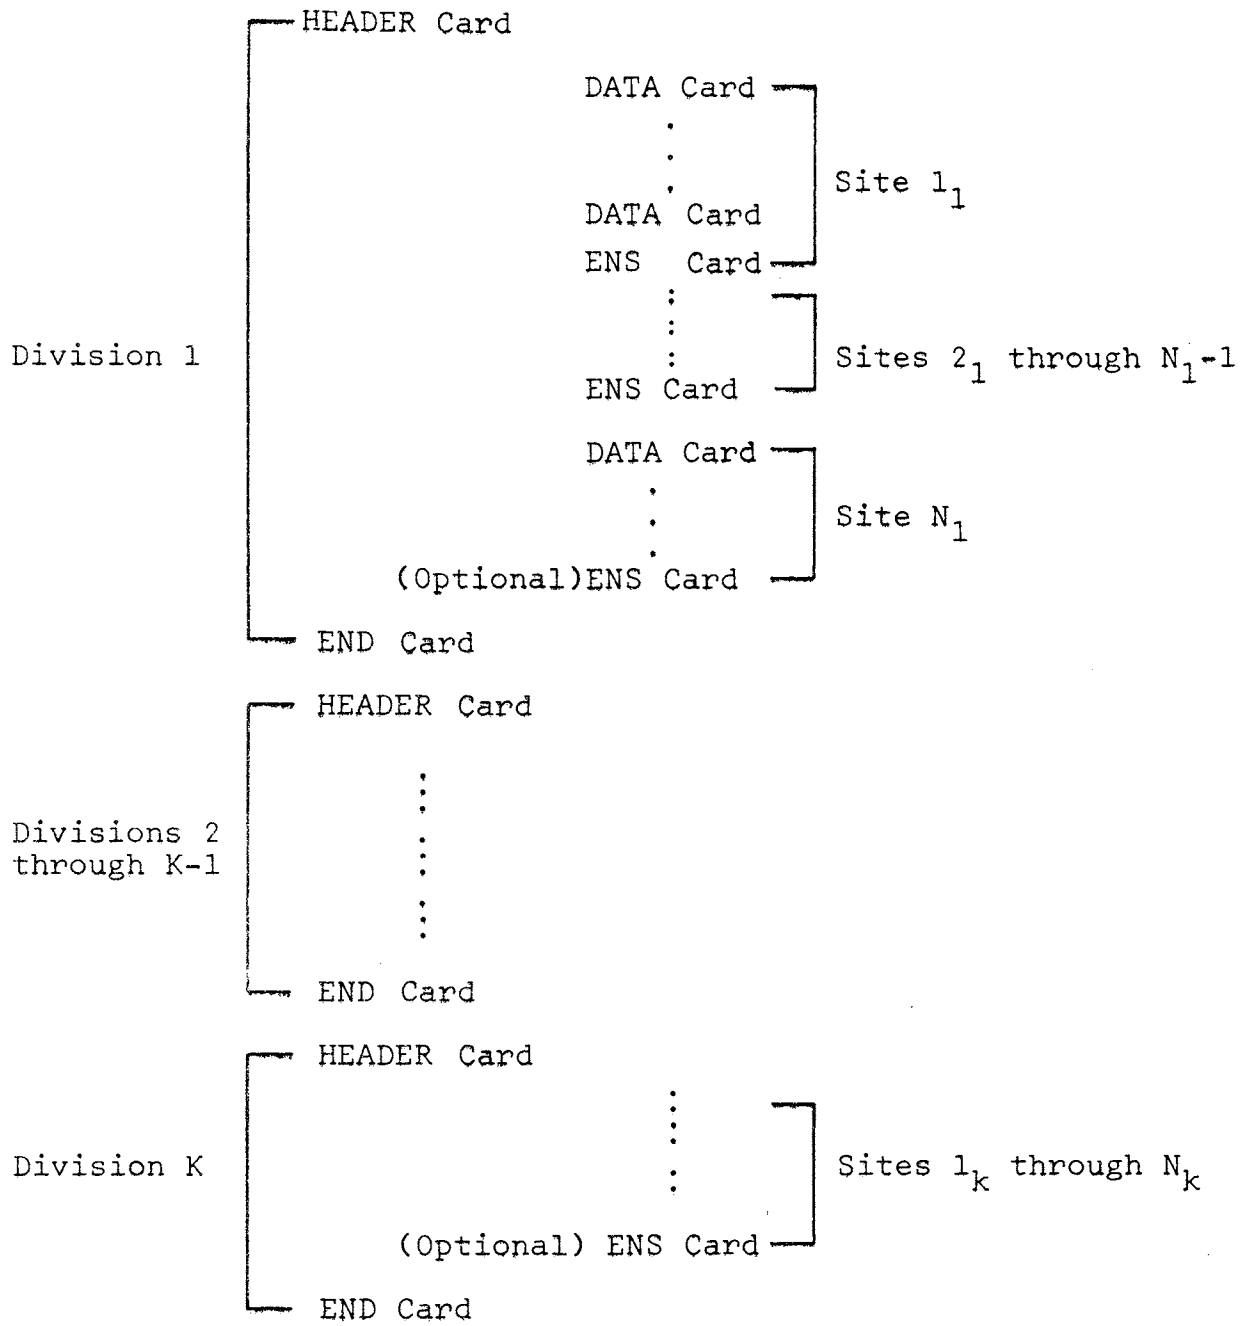 HEADER Card
DATA Card
Site 1₁
DATA Card
ENS Card
Division 1
Sites 2₁ through N₁-1
ENS Card
DATA Card
Site N₁
(Optional)ENS Card
END Card
HEADER Card
Divisions 2
through K-1
END Card
HEADER Card
Division K
Sites 1ₖ through Nₖ
(Optional) ENS Card
END Card